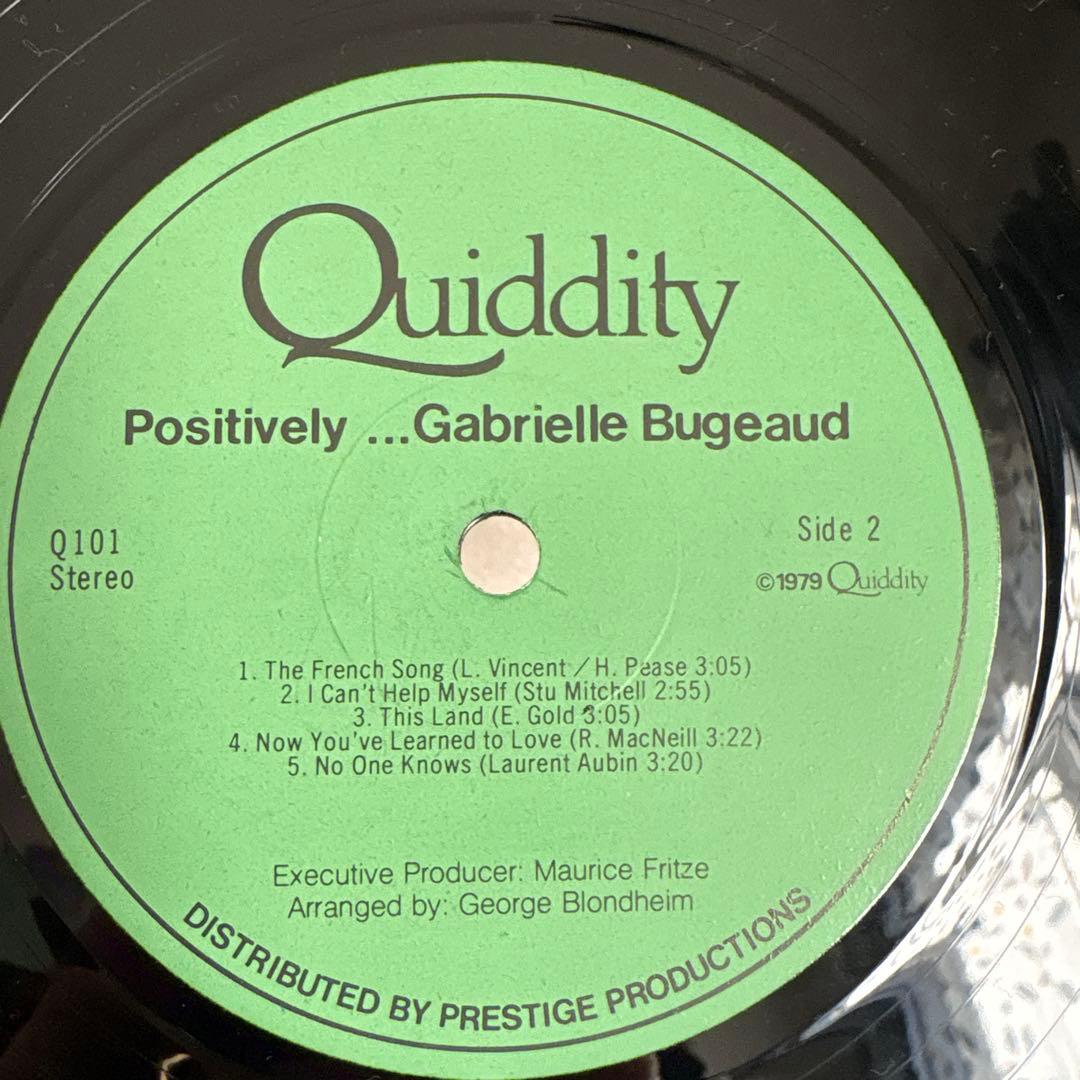 Quiddity
Positively ...Gabrielle Bugeaud
Q101
Stereo
Side 2
©1979 Quiddity
1. The French Song (L. Vincent / H. Pease 3:05)
2. I Can't Help Myself (Stu Mitchell 2:55)
3. This Land (E. Gold 3:05)
4. Now You've Learned to Love (R. MacNeill 3:22)
5. No One Knows (Laurent Aubin 3:20)
Executive Producer: Maurice Fritze
Arranged by: George Blondheim
DISTRIBUTED BY PRESTIGE PRODUCTIONS